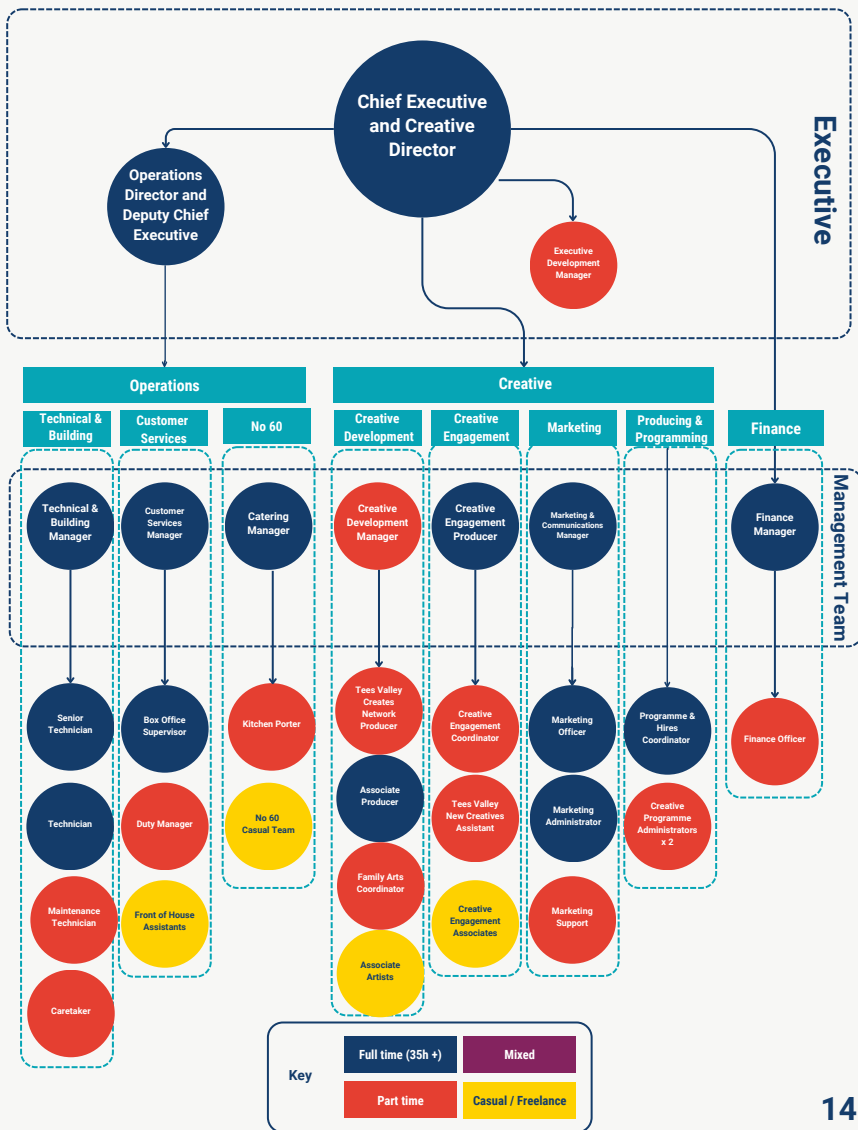 Chief Executive
and Creative
Director
Executive
Operations
Director and
Deputy Chief
Executive
Executive
Development
Manager
Operations
Creative
Technical &
Building
Customer
Services
No 60
Creative
Development
Creative
Engagement
Marketing
Producing &
Programming
Finance
Management Team
Technical &
Building
Manager
Customer
Services
Manager
Catering
Manager
Creative
Development
Manager
Creative
Engagement
Producer
Marketing &
Communications
Manager
Finance
Manager
Senior
Technician
Box Office
Supervisor
Kitchen Porter
Tees Valley
Creates
Network
Producer
Creative
Engagement
Coordinator
Marketing
Officer
Programme &
Hires
Coordinator
Finance Officer
Technician
Duty Manager
No 60
Casual Team
Associate
Producer
Tees Valley
New Creatives
Assistant
Marketing
Administrator
Creative
Programme
Administrators
x 2
Maintenance
Technician
Front of House
Assistants
Family Arts
Coordinator
Creative
Engagement
Associates
Marketing
Support
Caretaker
Associate
Artists
Key
Full time (35h +)
Mixed
Part time
Casual / Freelance
14